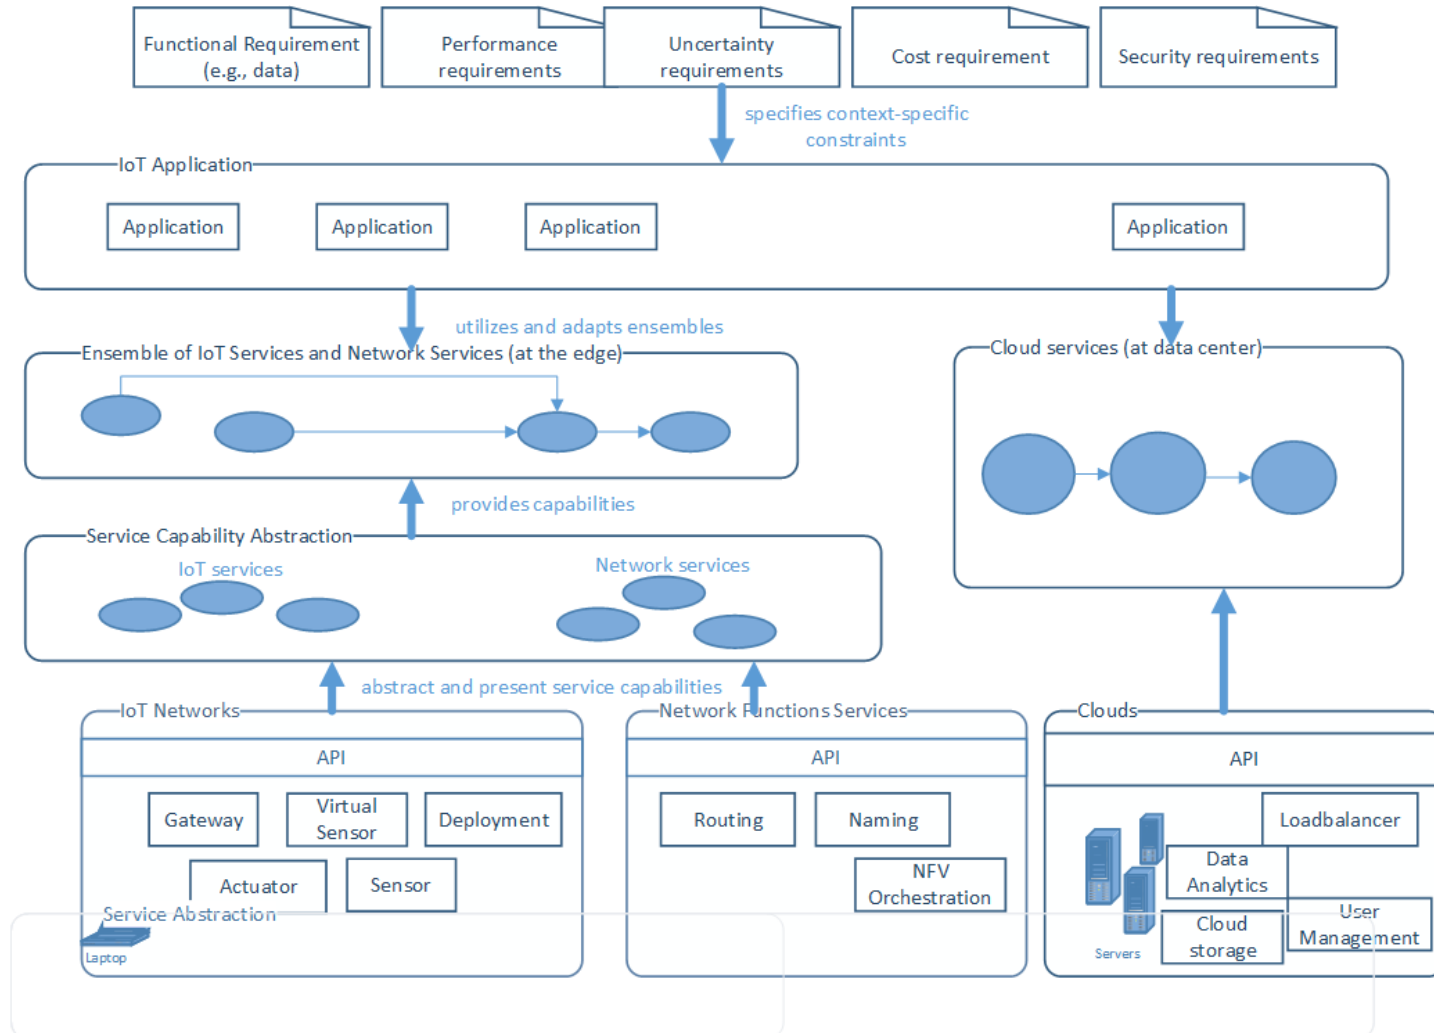 Functional Requirement
(e.g., data)
Performance
requirements
Uncertainty
requirements
Cost requirement
Security requirements
specifies context-specific
constraints
IoT Application
Application
Application
Application
Application
utilizes and adapts ensembles
Ensemble of IoT Services and Network Services (at the edge)
Cloud services (at data center)
provides capabilities
Service Capability Abstraction
IoT services
Network services
abstract and present service capabilities
IoT Networks
API
Gateway
Virtual
Sensor
Deployment
Actuator
Sensor
Service Abstraction
Laptop
Network Functions Services
API
Routing
Naming
NFV
Orchestration
Clouds
API
Loadbalancer
Data
Analytics
User
Management
Cloud
storage
Servers